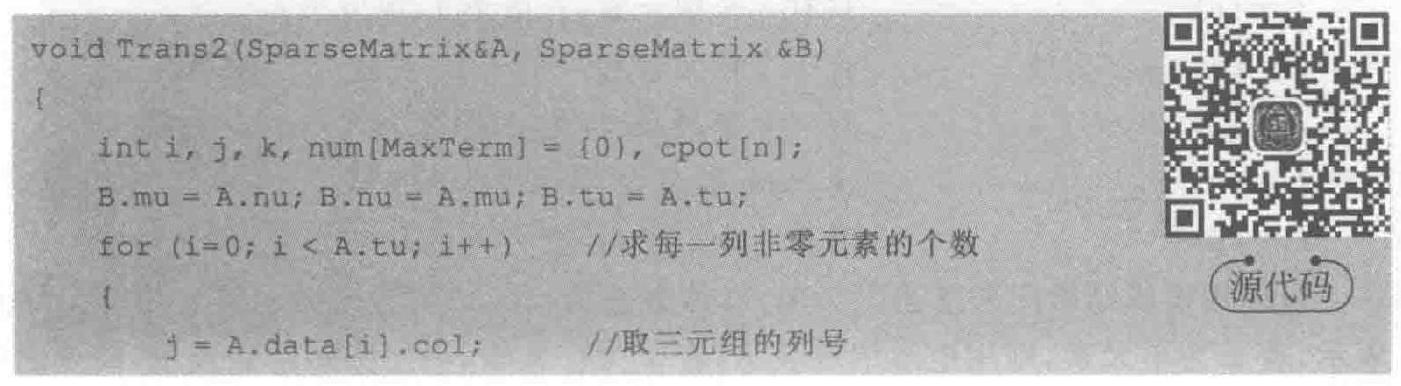 void Trans2(SparseMatrix&A, SparseMatrix &B)
{
int i, j, k, num[MaxTerm] = {0}, cpot[n];
B.mu = A.nu; B.nu = A.mu; B.tu = A.tu;
for (i=0; i < A.tu; i++) //求每一列非零元素的个数
{
j = A.data[i].col; //取三元组的列号
源代码